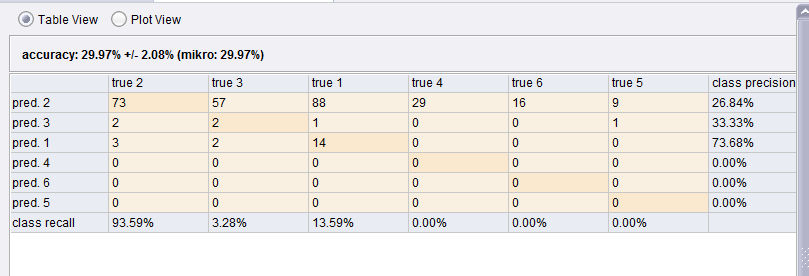 Table View Plot View
accuracy: 29.97% +/- 2.08% (mikro: 29.97%)
true 2 true 3 true 1 true 4 true 6 true 5 class precision
pred. 2 73 57 88 29 16 9 26.84%
pred. 3 2 2 1 0 0 1 33.33%
pred. 1 3 2 14 0 0 0 73.68%
pred. 4 0 0 0 0 0 0 0.00%
pred. 6 0 0 0 0 0 0 0.00%
pred. 5 0 0 0 0 0 0 0.00%
class recall 93.59% 3.28% 13.59% 0.00% 0.00% 0.00%